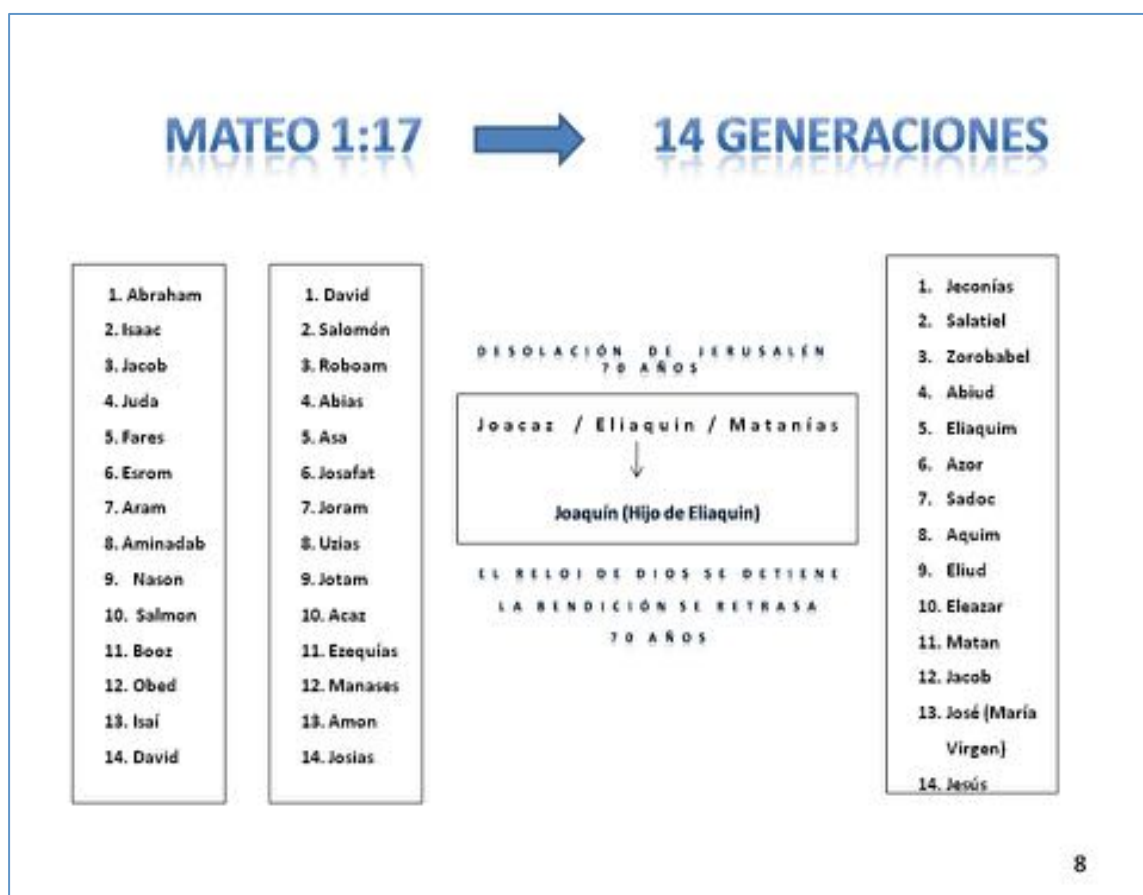 MATEO 1:17
14 GENERACIONES
1. Abraham
2. Isaac
3. Jacob
4. Juda
5. Fares
6. Esrom
7. Aram
8. Aminadab
9. Nason
10. Salmon
11. Booz
12. Obed
13. Isaí
14. David
1. David
2. Salomón
3. Roboam
4. Abias
5. Asa
6. Josafat
7. Joram
8. Uzias
9. Jotam
10. Acaz
11. Ezequías
12. Manases
13. Amon
14. Josias
DESOLACIÓN DE JERUSALÉN
70 AÑOS
Joacaz / Eliaquin / Matanías
Joaquín (Hijo de Eliaquin)
EL RELOJ DE DIOS SE DETIENE
LA BENDICIÓN SE RETRASA
70 AÑOS
1. Jeconías
2. Salatiel
3. Zorobabel
4. Abiud
5. Eliaquim
6. Azor
7. Sadoc
8. Aquim
9. Eliud
10. Eleazar
11. Matan
12. Jacob
13. José (María
Virgen)
14. Jesús
8